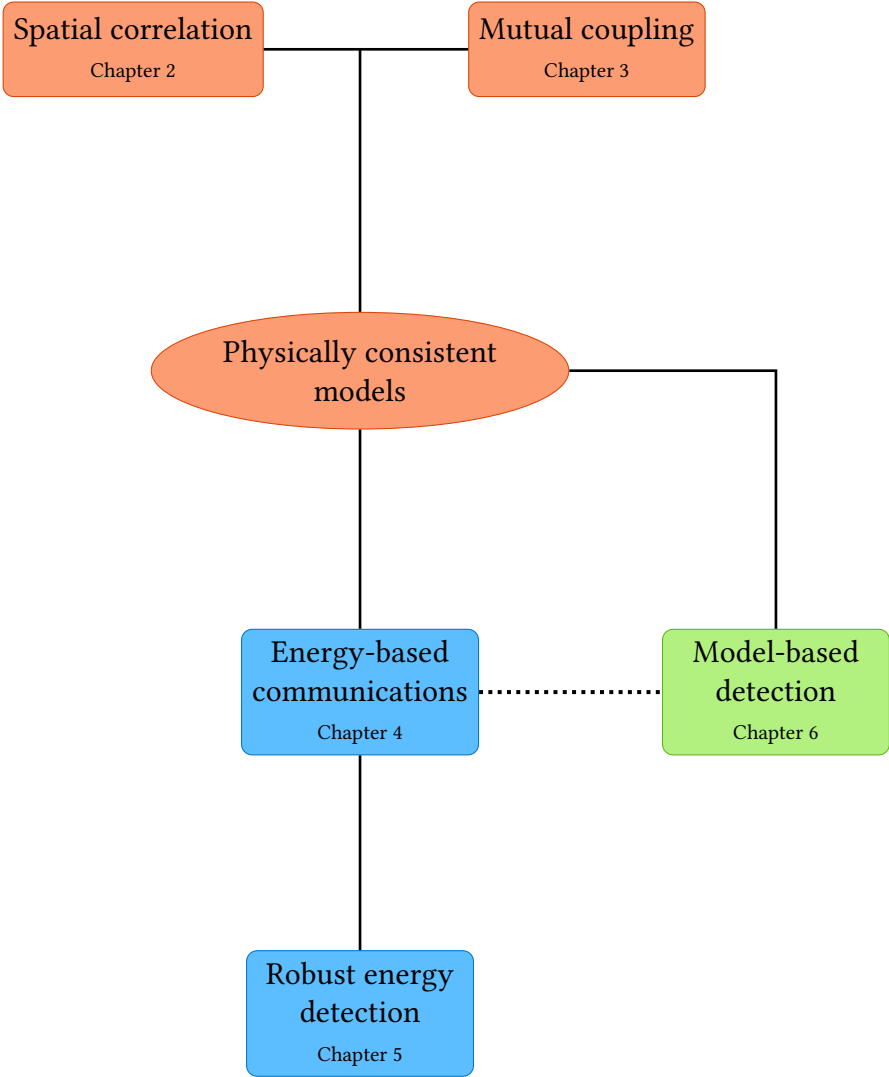 Spatial correlation
Chapter 2
Mutual coupling
Chapter 3
Physically consistent
models
Energy-based
communications
Chapter 4
Model-based
detection
Chapter 6
Robust energy
detection
Chapter 5